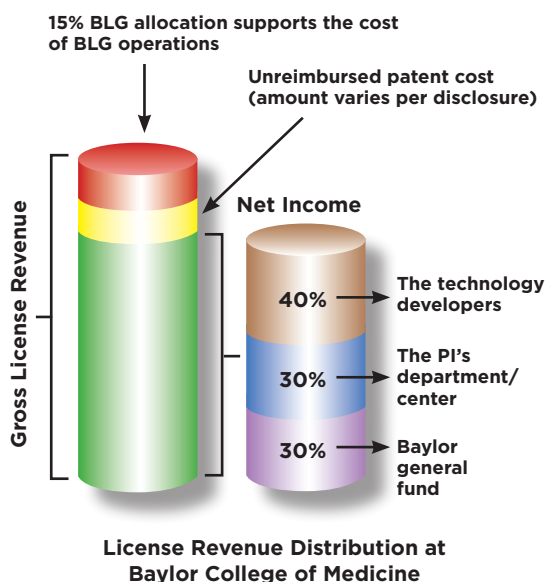 15% BLG allocation supports the cost
of BLG operations
Unreimbursed patent cost
(amount varies per disclosure)
Gross License Revenue
Net Income
40%
The technology
developers
30%
The PI's
department/
center
30%
Baylor
general
fund
License Revenue Distribution at
Baylor College of Medicine